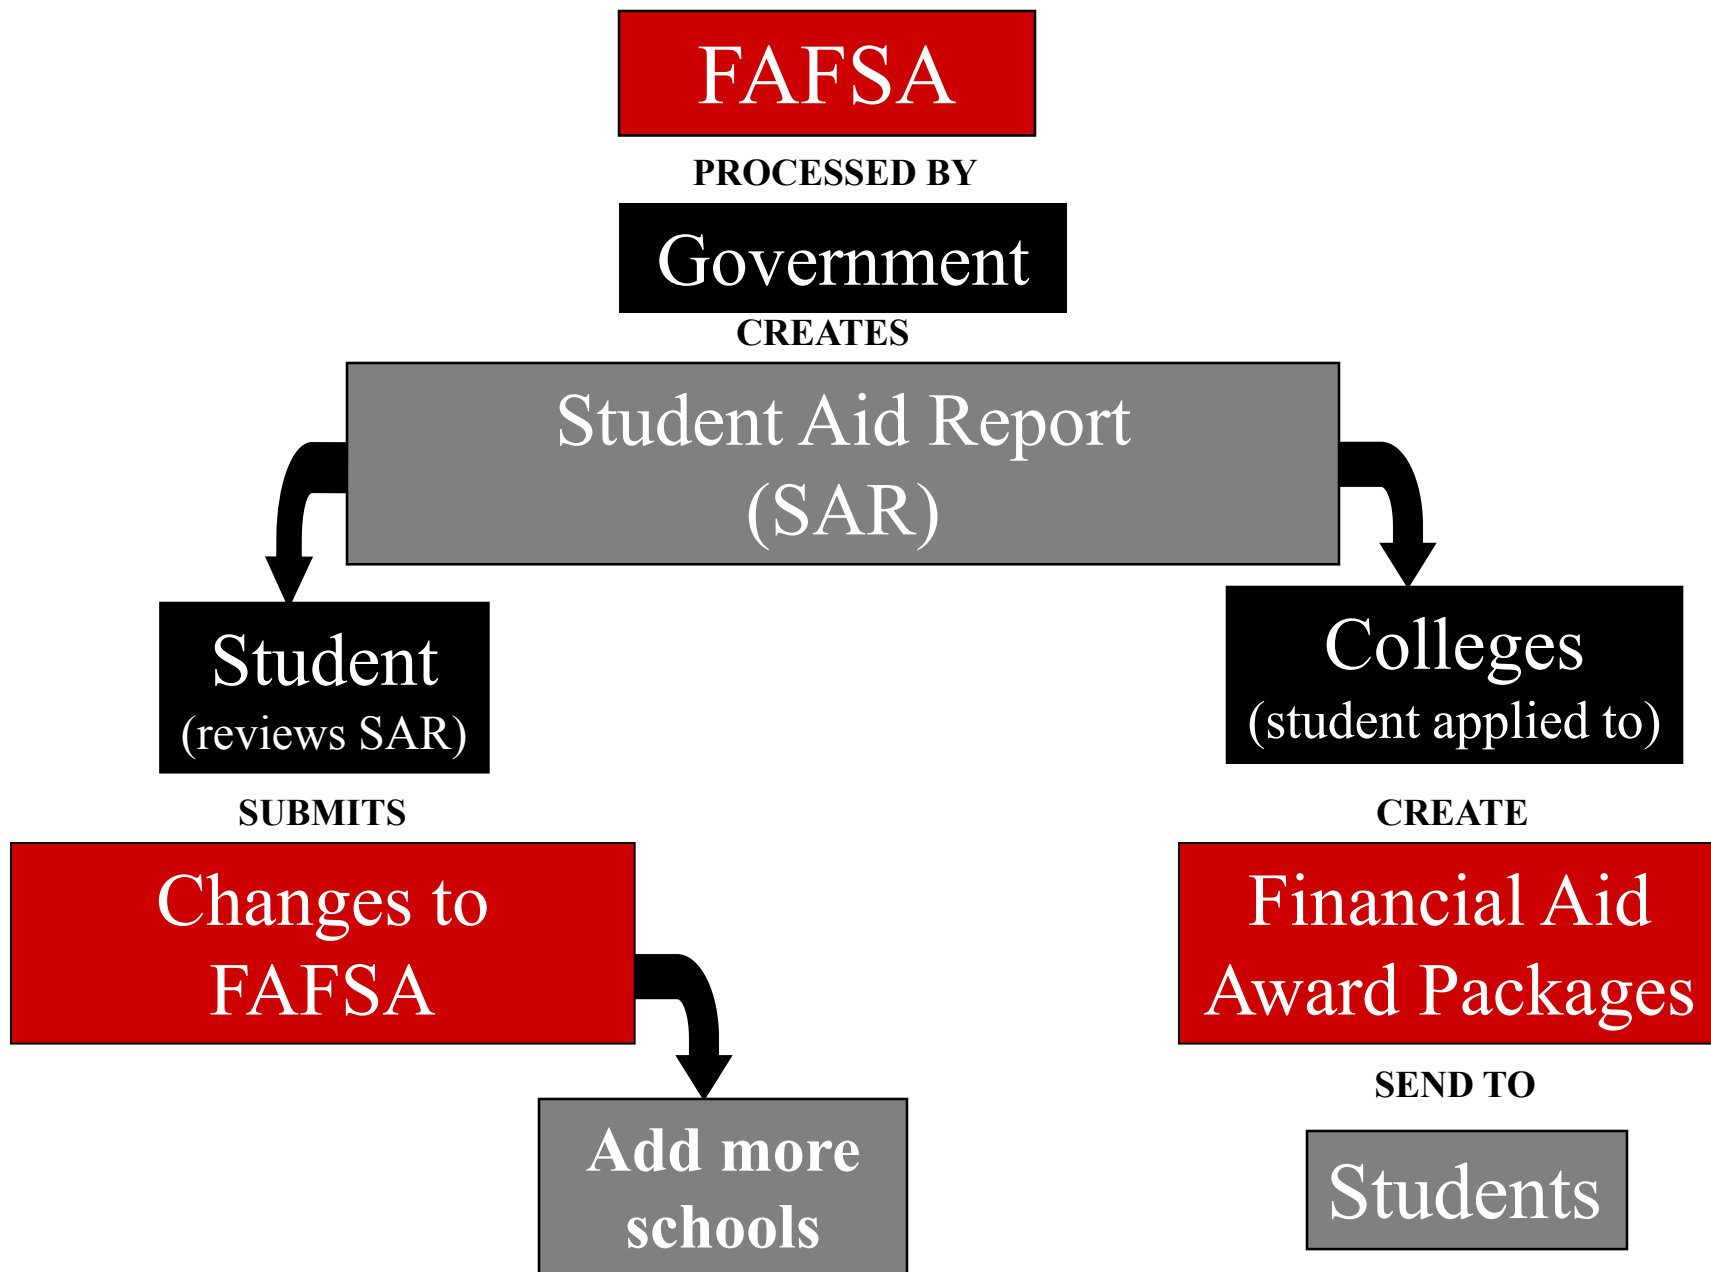 FAFSA
PROCESSED BY
Government
CREATES
Student Aid Report
(SAR)
Student
(reviews SAR)
SUBMITS
Changes to
FAFSA
Add more
schools
Colleges
(student applied to)
CREATE
Financial Aid
Award Packages
SEND TO
Students